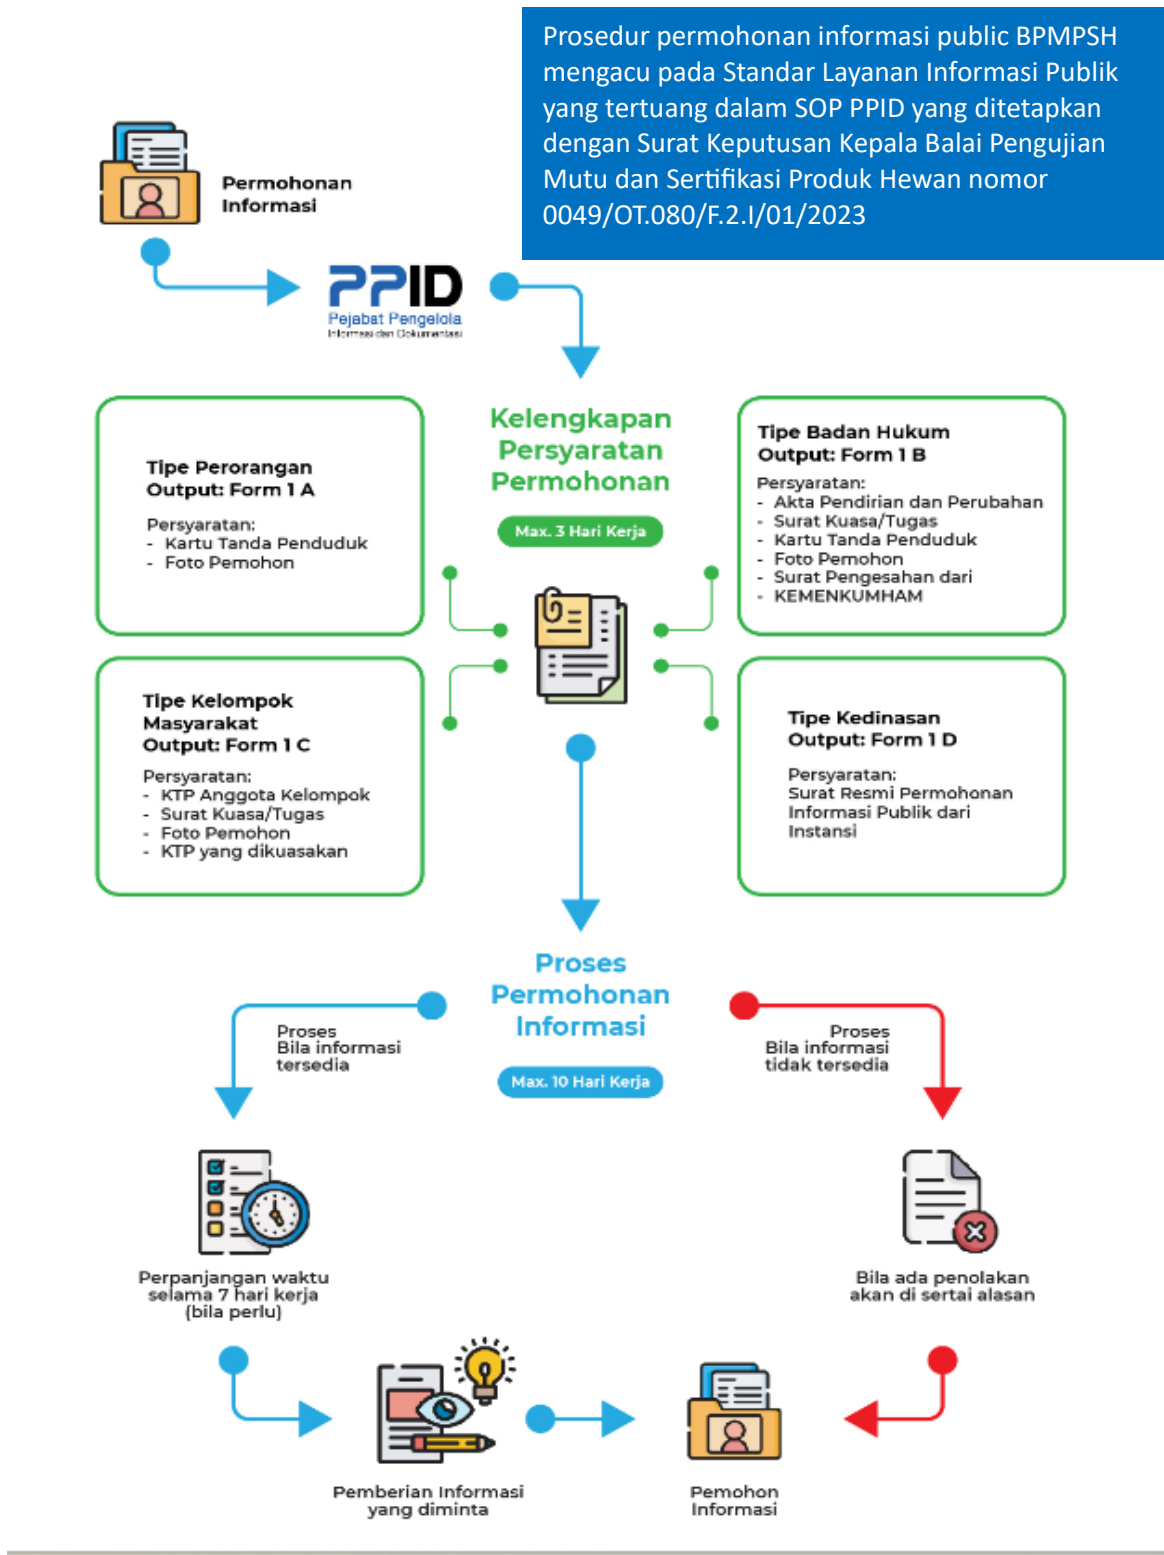 Prosedur permohonan informasi public BPMPSH
mengacu pada Standar Layanan Informasi Publik
yang tertuang dalam SOP PPID yang ditetapkan
dengan Surat Keputusan Kepala Balai Pengujian
Mutu dan Sertifikasi Produk Hewan nomor
0049/OT.080/F.2.I/01/2023
Permohonan
Informasi
PPID
Pejabat Pengelola
Informasi dan Dokumentasi
Kelengkapan
Persyaratan
Permohonan
Max. 3 Hari Kerja
Tipe Perorangan
Output: Form 1 A
Persyaratan:
- Kartu Tanda Penduduk
- Foto Pemohon
Tipe Badan Hukum
Output: Form 1 B
Persyaratan:
- Akta Pendirian dan Perubahan
- Surat Kuasa/Tugas
- Kartu Tanda Penduduk
- Foto Pemohon
- Surat Pengesahan dari
- KEMENKUMHAM
Tipe Kelompok
Masyarakat
Output: Form 1 C
Persyaratan:
- KTP Anggota Kelompok
- Surat Kuasa/Tugas
- Foto Pemohon
- KTP yang dikuasakan
Tipe Kedinasan
Output: Form 1 D
Persyaratan:
Surat Resmi Permohonan
Informasi Publik dari
Instansi
Proses
Permohonan
Informasi
Max. 10 Hari Kerja
Proses
Bila informasi
tersedia
Proses
Bila informasi
tidak tersedia
Perpanjangan waktu
selama 7 hari kerja
(bila perlu)
Bila ada penolakan
akan di sertai alasan
Pemberian Informasi
yang diminta
Pemohon
Informasi